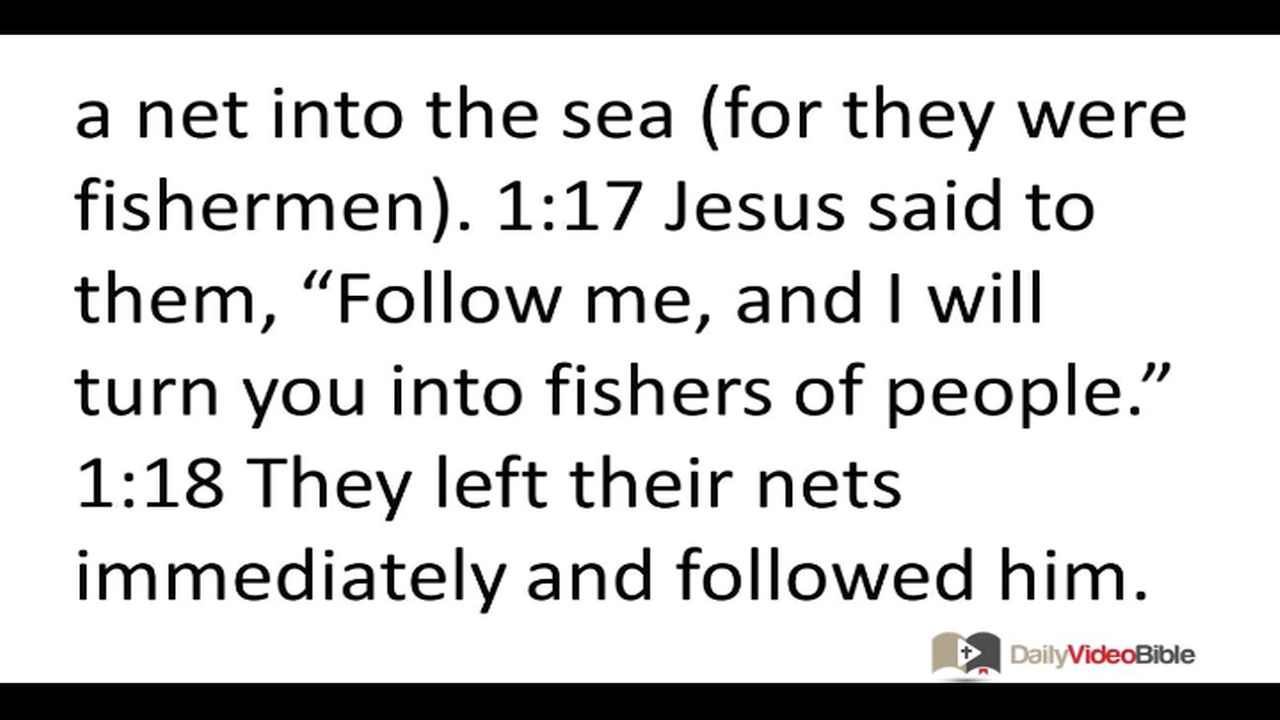 a net into the sea (for they were
fishermen). 1:17 Jesus said to
them, “Follow me, and I will
turn you into fishers of people.”
1:18 They left their nets
immediately and followed him.
DailyVideoBible